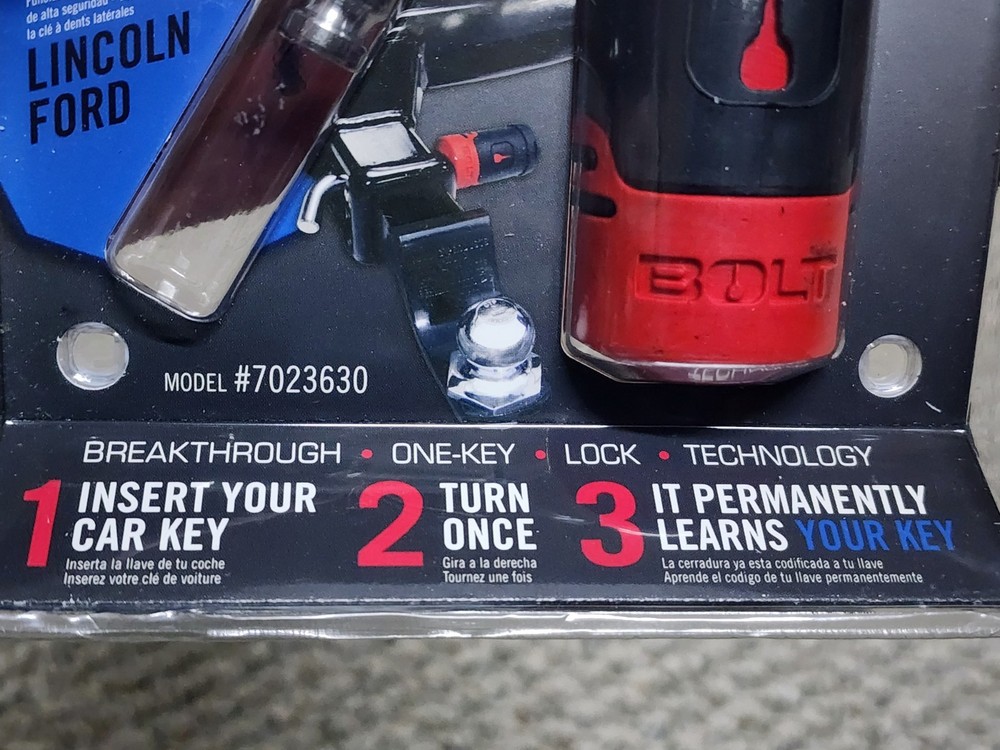 de alta seguridad
la clé à dents latérales
LINCOLN
FORD
BOLT
MODEL #7023630
BREAKTHROUGH • ONE-KEY • LOCK • TECHNOLOGY
1 INSERT YOUR
CAR KEY
Inserta la llave de tu coche
Inserez votre clé de voiture
2 TURN
ONCE
Gira a la derecha
Tournez une fois
3 IT PERMANENTLY
LEARNS YOUR KEY
La cerradura ya esta codificada a tu llave
Aprende el codigo de tu llave permanentemente